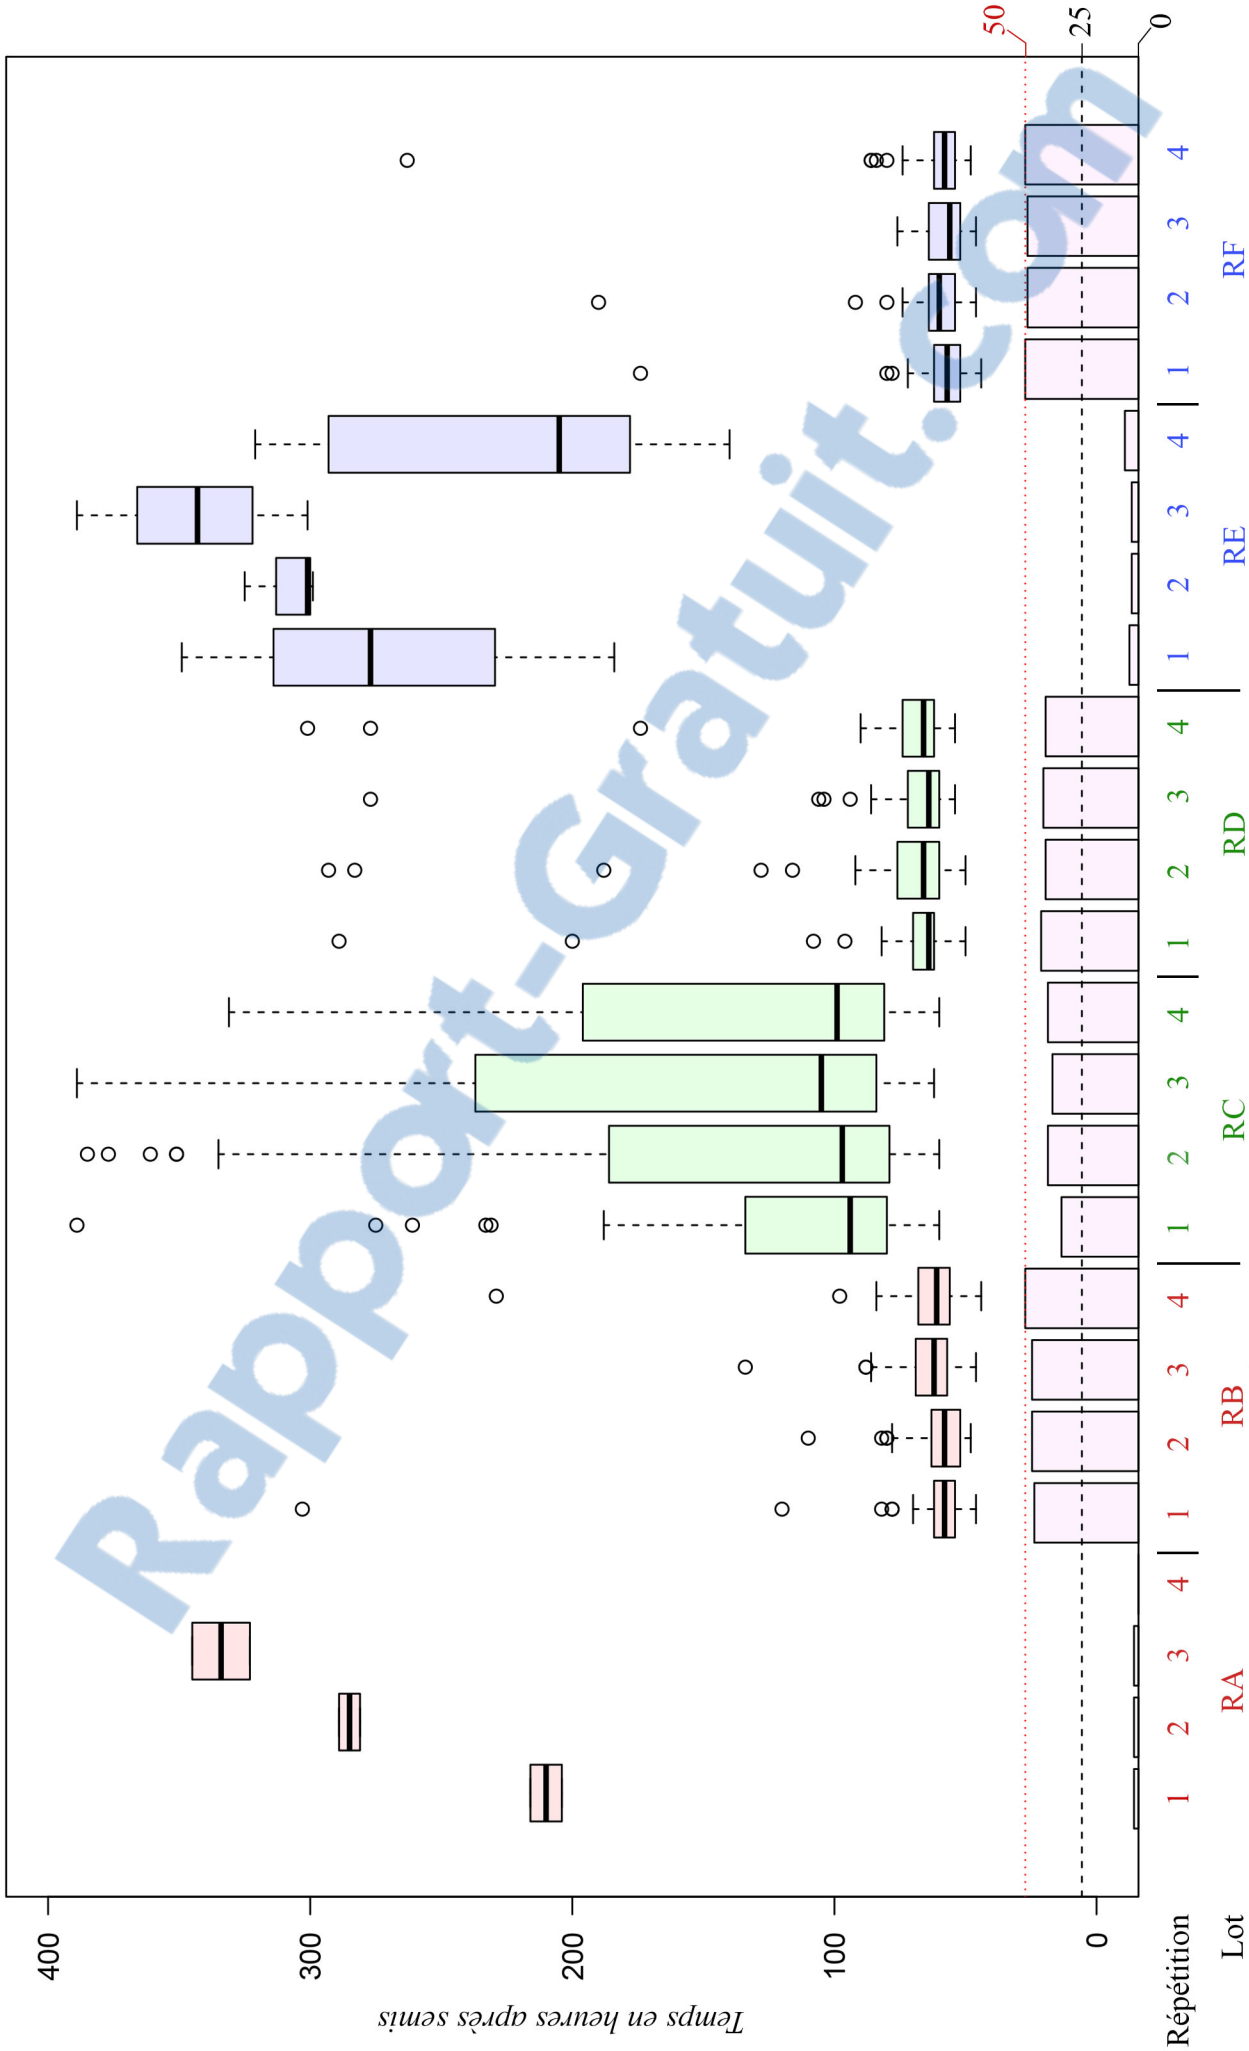 Temps en heures après semis
400
300
200
100
0
50
25
0
Répétition 1 2 3 4 1 2 3 4 1 2 3 4 1 2 3 4 1 2 3 4 1 2 3 4
Lot RA RB RC RD RE RF
Rapport-Gratuit.com